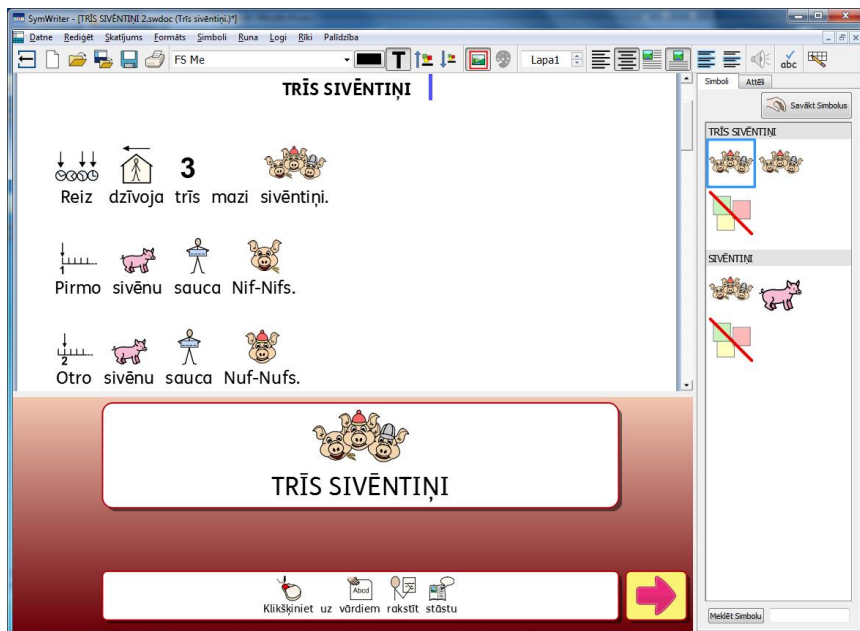 SymWriter - [TRĪS SIVĒNTIŅI 2.swdoc (Trīs sivēntiņi.)*]
Datne Rediģēt Skatījums Formāts Simboli Runa Logi Rīki Palīdzība
FS Me
T
Lapa1
abc
TRĪS SIVĒNTIŅI
3
Reiz dzīvoja trīs mazi sivēntiņi.
1
Pirmo sivēnu sauca Nif-Nifs.
2
Otro sivēnu sauca Nuf-Nufs.
TRĪS SIVĒNTIŅI
Abcd
Klikšķiniet uz vārdiem rakstīt stāstu
Simboli Attēli
Savākt Simbolus
TRĪS SIVĒNTIŅI
SIVĒNTIŅI
Meklēt Simbolu